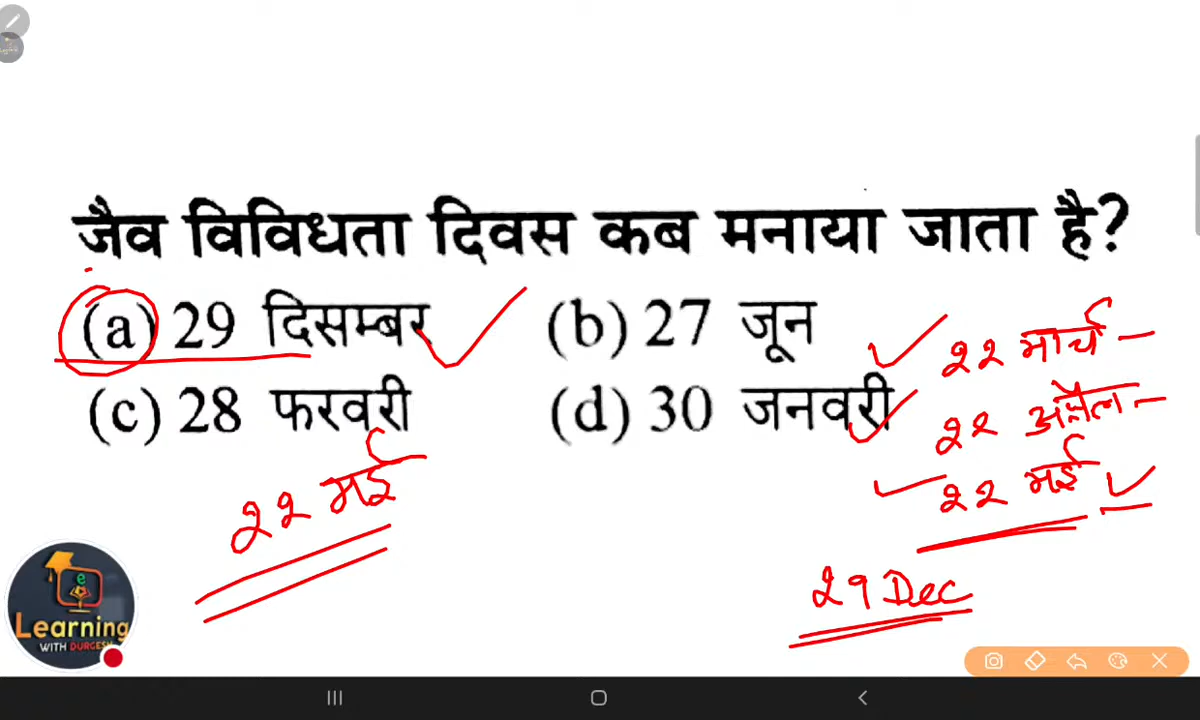 जैव विविधता दिवस कब मनाया जाता है?
(a) 29 दिसम्बर (b) 27 जून
(c) 28 फरवरी (d) 30 जनवरी
22 मार्च –
22 अप्रैल –
22 मई
22 मई
29 Dec
e
Learning
WITH DURGESH